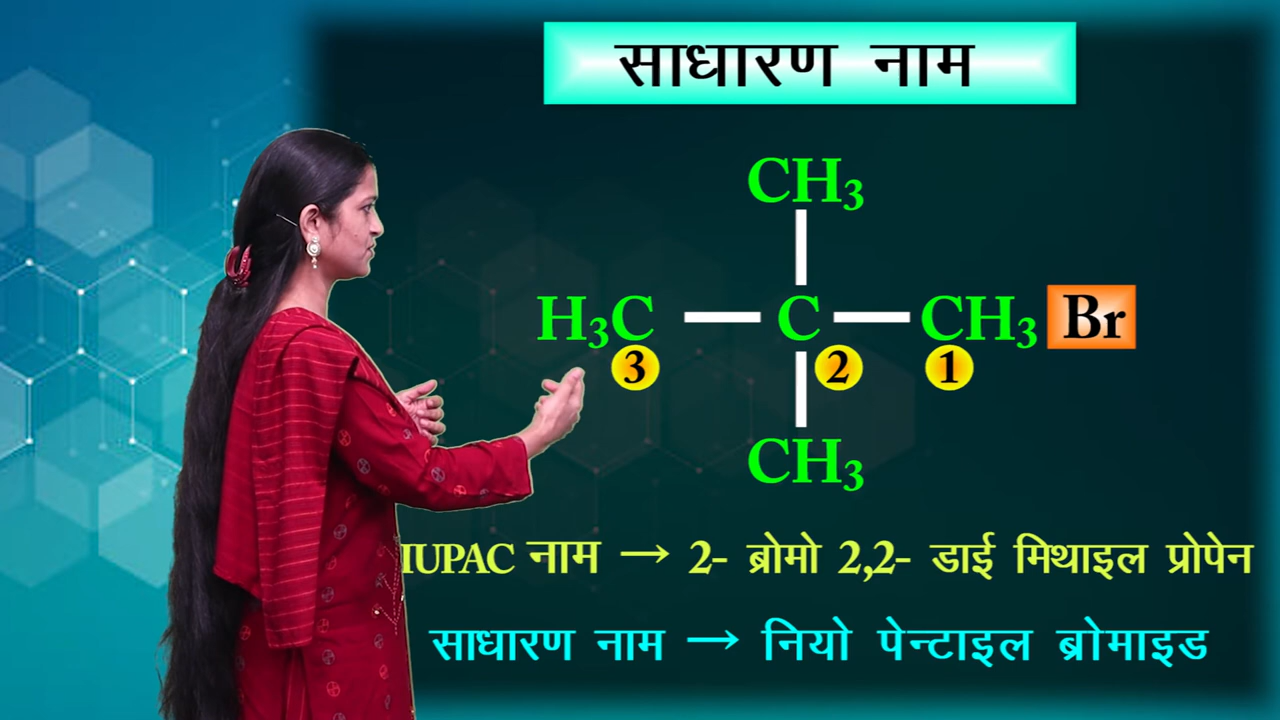 साधारण नाम
CH₃
H₃C — C — CH₃ Br
3 2 1
CH₃
IUPAC नाम → 2- ब्रोमो 2,2- डाई मिथाइल प्रोपेन
साधारण नाम → नियो पेन्टाइल ब्रोमाइड